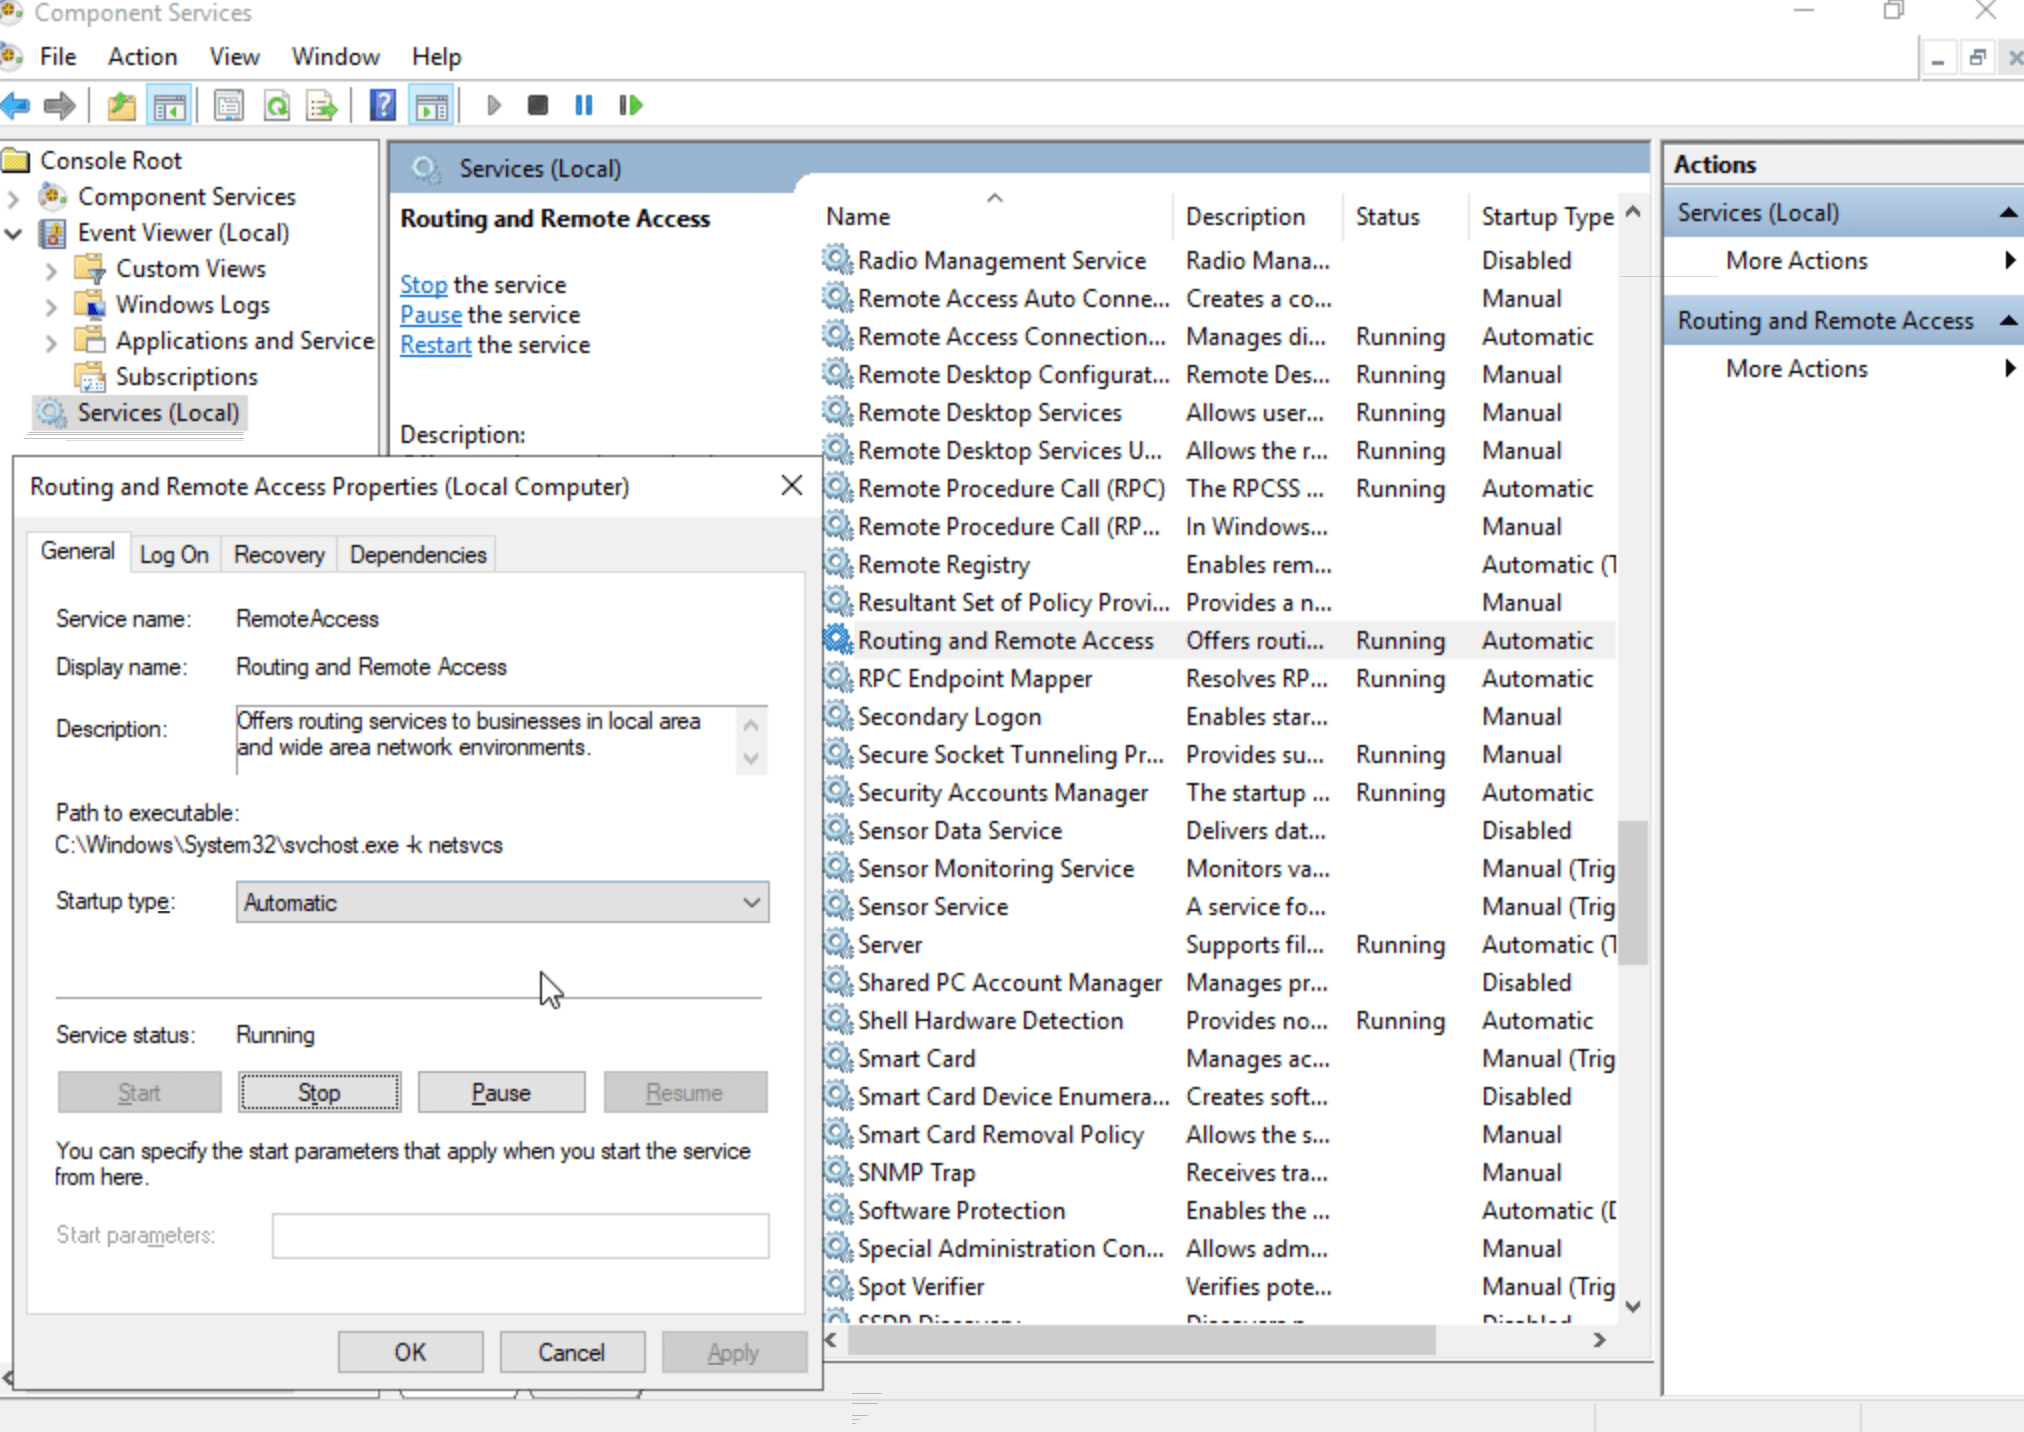 Component Services
File Action View Window Help
Console Root
Component Services
Event Viewer (Local)
Custom Views
Windows Logs
Applications and Service
Subscriptions
Services (Local)
Services (Local)
Routing and Remote Access
Stop the service
Pause the service
Restart the service
Description:
Name Description Status Startup Type
Radio Management Service Radio Mana... Disabled
Remote Access Auto Conne... Creates a co... Manual
Remote Access Connection... Manages di... Running Automatic
Remote Desktop Configurat... Remote Des... Running Manual
Remote Desktop Services Allows user... Running Manual
Remote Desktop Services U... Allows the r... Running Manual
Remote Procedure Call (RPC) The RPCSS ... Running Automatic
Remote Procedure Call (RP... In Windows... Manual
Remote Registry Enables rem... Automatic (T
Resultant Set of Policy Provi... Provides a n... Manual
Routing and Remote Access Offers routi... Running Automatic
RPC Endpoint Mapper Resolves RP... Running Automatic
Secondary Logon Enables star... Manual
Secure Socket Tunneling Pr... Provides su... Running Manual
Security Accounts Manager The startup ... Running Automatic
Sensor Data Service Delivers dat... Disabled
Sensor Monitoring Service Monitors va... Manual (Trig
Sensor Service A service fo... Manual (Trig
Server Supports fil... Running Automatic (T
Shared PC Account Manager Manages pr... Disabled
Shell Hardware Detection Provides no... Running Automatic
Smart Card Manages ac... Manual (Trig
Smart Card Device Enumera... Creates soft... Disabled
Smart Card Removal Policy Allows the s... Manual
SNMP Trap Receives tra... Manual
Software Protection Enables the ... Automatic (D
Special Administration Con... Allows adm... Manual
Spot Verifier Verifies pote... Manual (Trig
SSDP Discovery Discovers n... Disabled
Actions
Services (Local)
More Actions
Routing and Remote Access
More Actions
Routing and Remote Access Properties (Local Computer)
General Log On Recovery Dependencies
Service name: RemoteAccess
Display name: Routing and Remote Access
Description: Offers routing services to businesses in local area
and wide area network environments.
Path to executable:
C:\Windows\System32\svchost.exe -k netsvcs
Startup type: Automatic
Service status: Running
Start Stop Pause Resume
You can specify the start parameters that apply when you start the service
from here.
Start parameters:
OK Cancel Apply